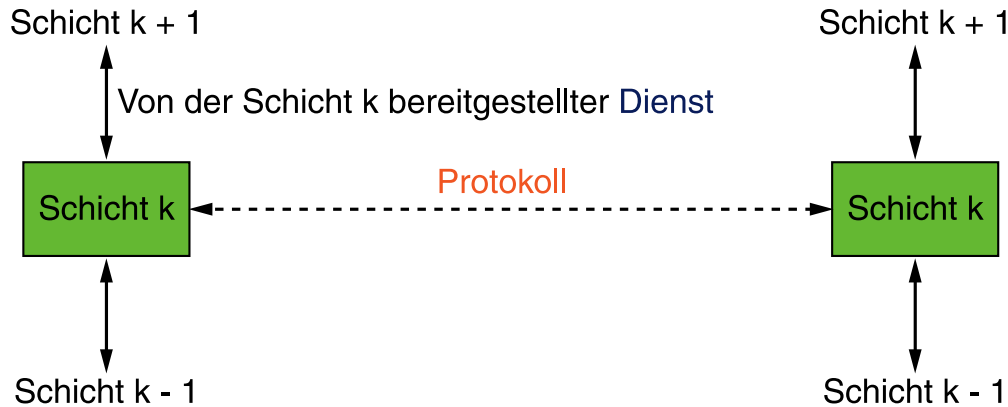 Schicht k + 1
Schicht k + 1
Von der Schicht k bereitgestellter Dienst
Protokoll
Schicht k
Schicht k
Schicht k - 1
Schicht k - 1